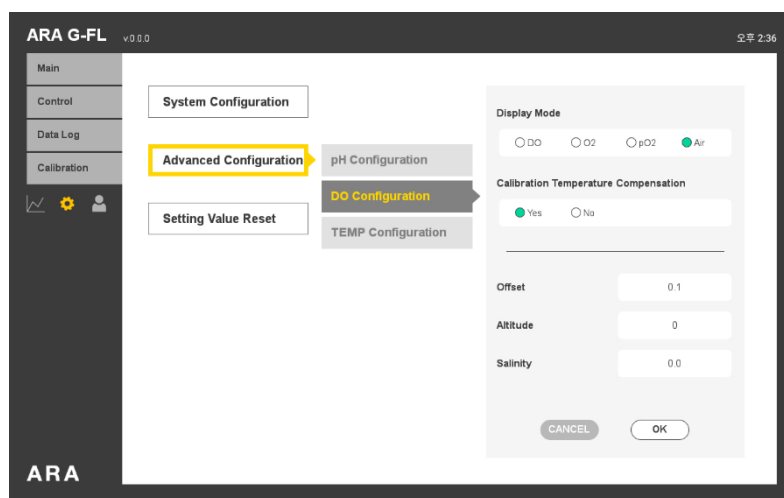 ARA G-FL v.0.0.0 오후 2:36
Main
Control
Data Log
Calibration
System Configuration
Advanced Configuration
Setting Value Reset
pH Configuration
DO Configuration
TEMP Configuration
Display Mode
DO O2 pO2 Air
Calibration Temperature Compensation
Yes No
Offset 0.1
Altitude 0
Salinity 0.0
CANCEL OK
ARA